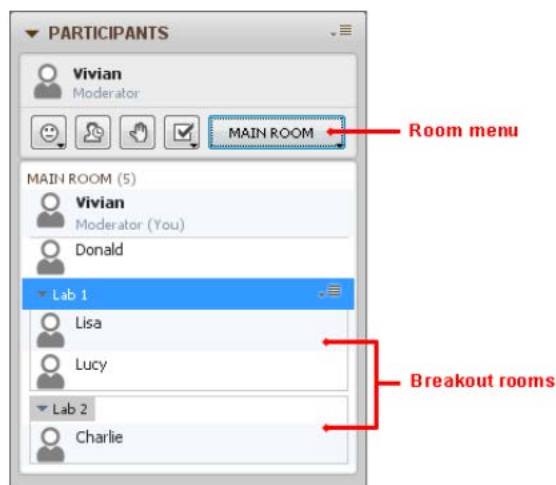 PARTICIPANTS
Vivian
Moderator
MAIN ROOM
Room menu
MAIN ROOM (5)
Vivian
Moderator (You)
Donald
Lab 1
Lisa
Lucy
Breakout rooms
Lab 2
Charlie